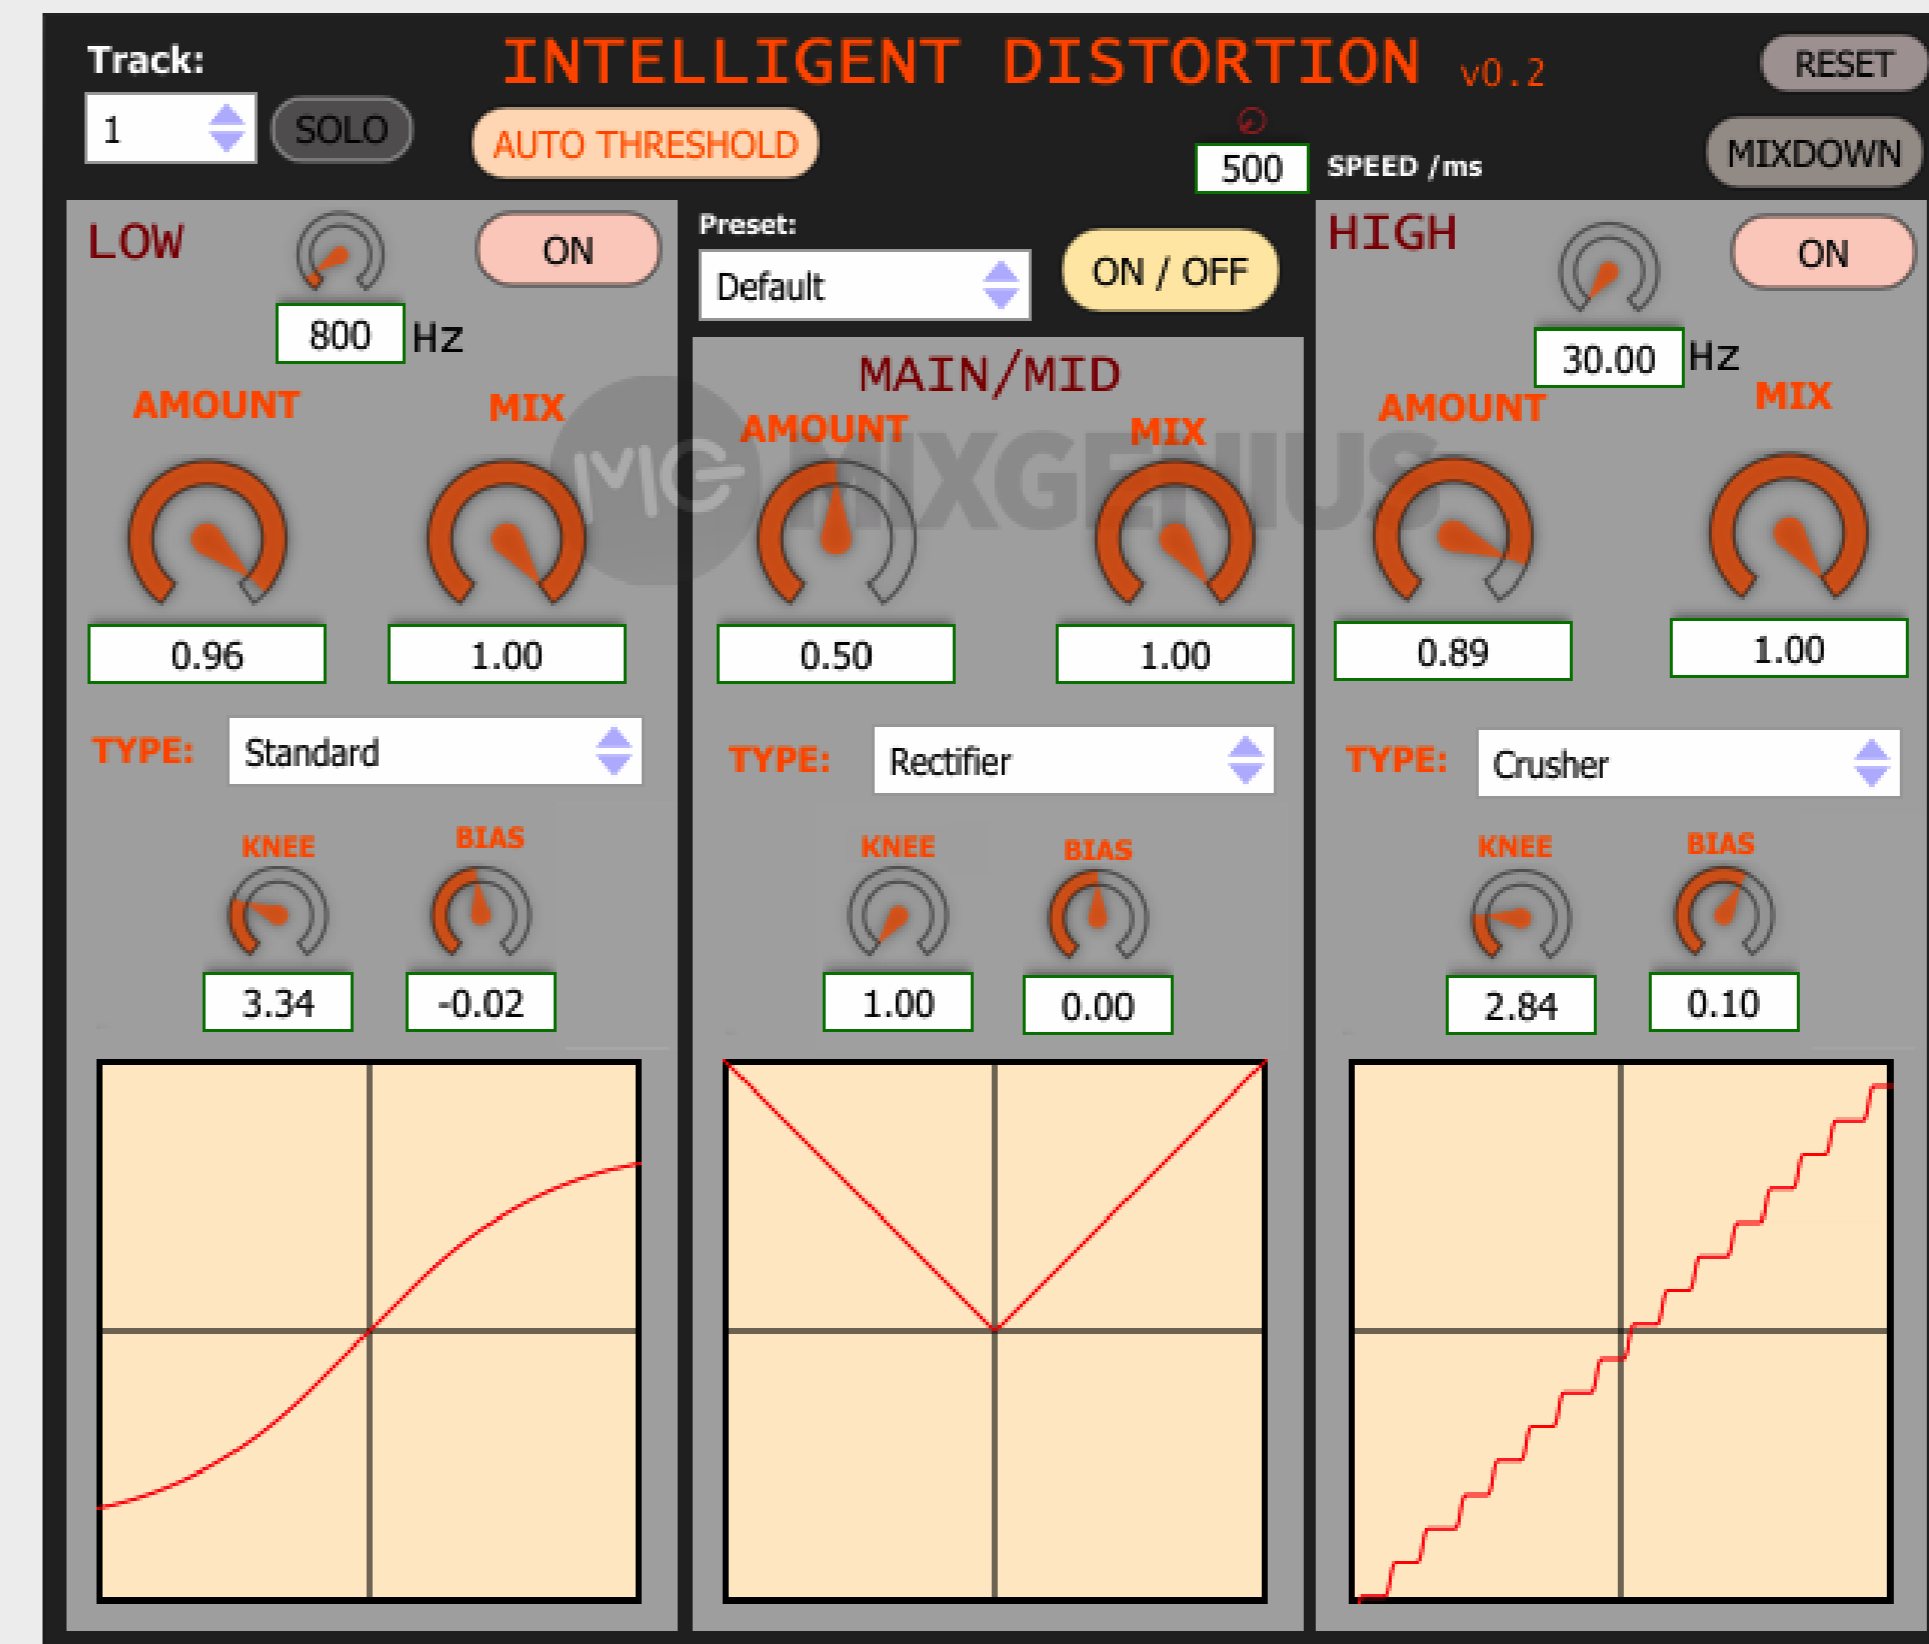 Track:
INTELLIGENT DISTORTION v0.2
RESET
1
SOLO
AUTO THRESHOLD
500
SPEED /ms
MIXDOWN
LOW
ON
800 Hz
AMOUNT
MIX
0.96
1.00
TYPE:
Standard
KNEE
BIAS
3.34
-0.02
Preset:
Default
ON / OFF
MAIN/MID
AMOUNT
MIX
MG MIXGENIUS
0.50
1.00
TYPE:
Rectifier
KNEE
BIAS
1.00
0.00
HIGH
ON
30.00 Hz
AMOUNT
MIX
0.89
1.00
TYPE:
Crusher
KNEE
BIAS
2.84
0.10